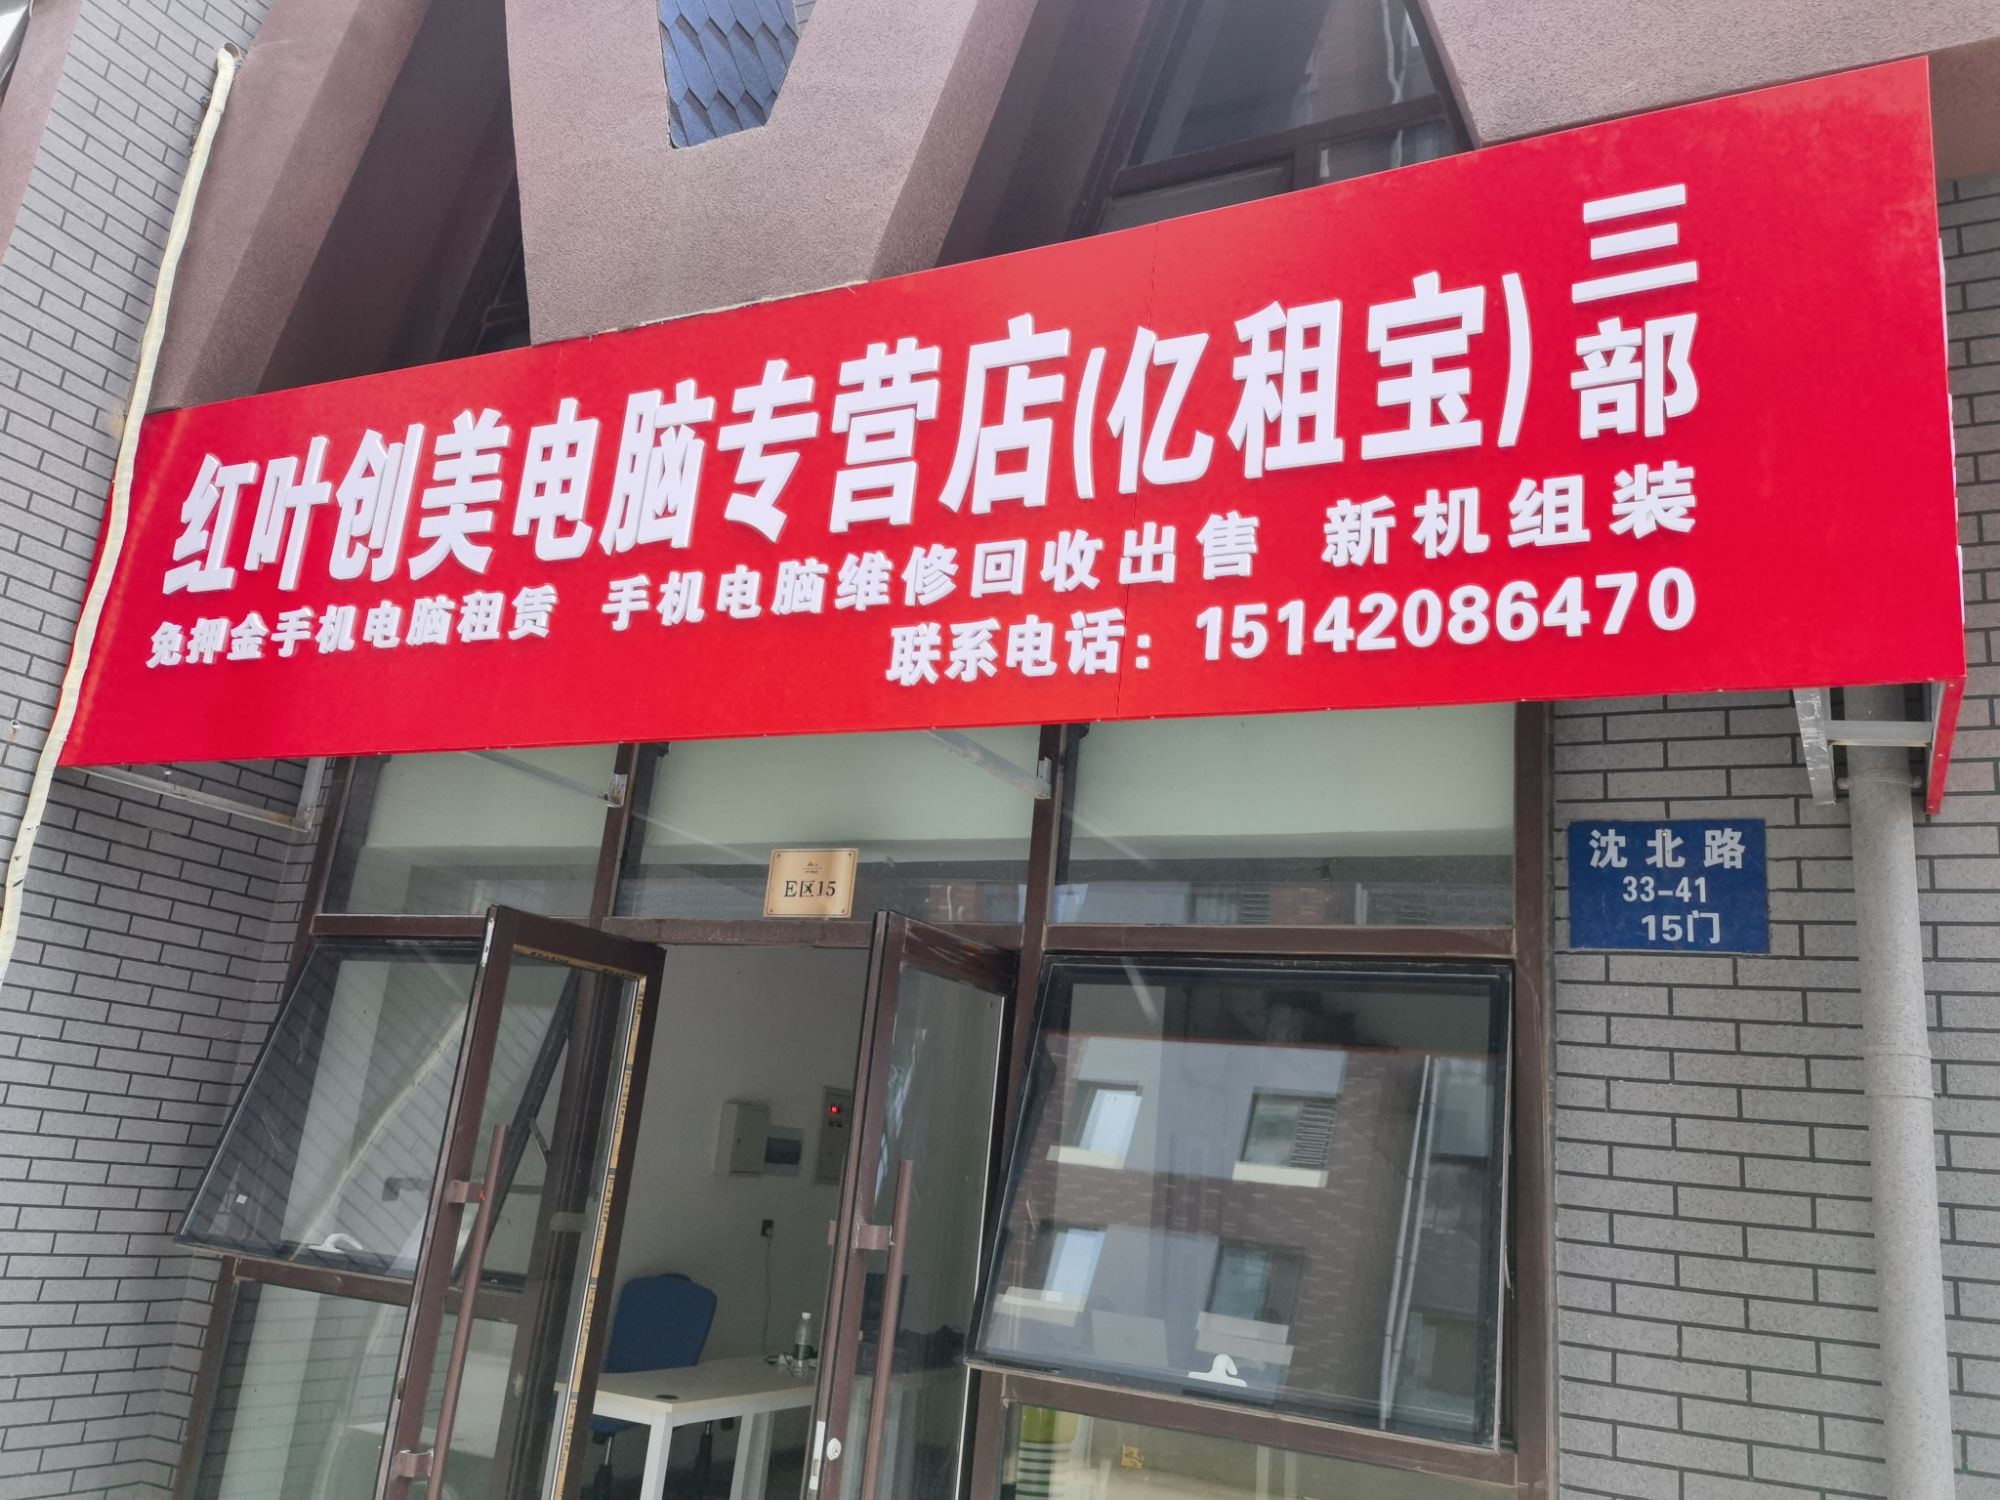 红叶创美电脑专营店(亿租宝)三部
免押金手机电脑租赁 手机电脑维修回收出售 新机组装
联系电话：15142086470
E区15
沈北路
33-41
15门